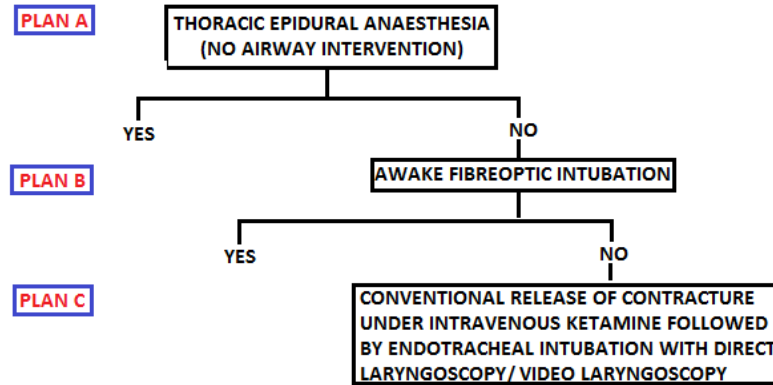 PLAN A
THORACIC EPIDURAL ANAESTHESIA
(NO AIRWAY INTERVENTION)
YES
NO
PLAN B
AWAKE FIBREOPTIC INTUBATION
YES
NO
PLAN C
CONVENTIONAL RELEASE OF CONTRACTURE
UNDER INTRAVENOUS KETAMINE FOLLOWED
BY ENDOTRACHEAL INTUBATION WITH DIRECT
LARYNGOSCOPY/ VIDEO LARYNGOSCOPY